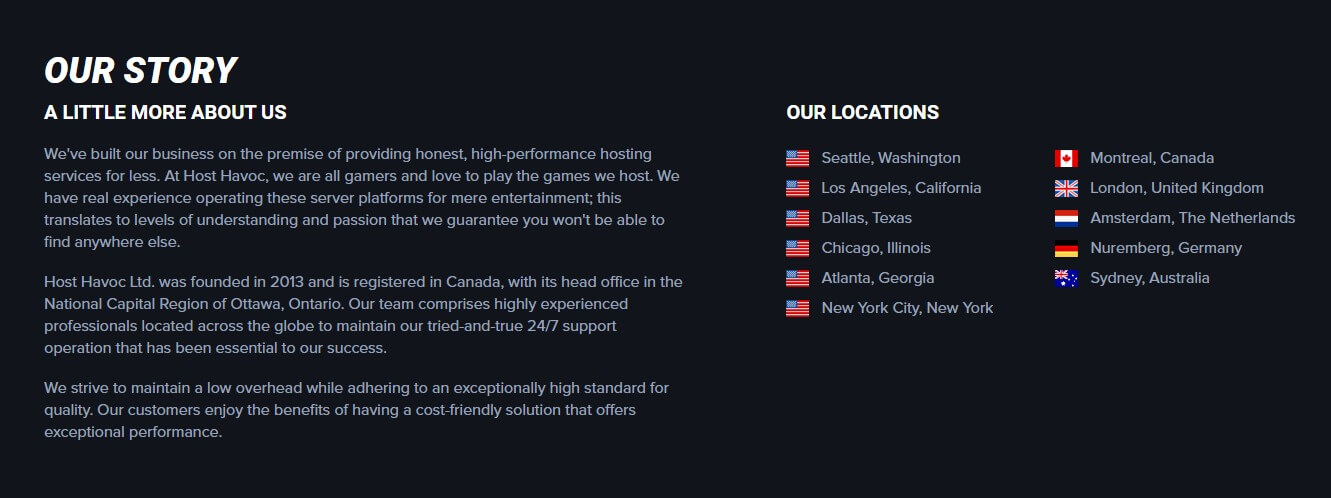 OUR STORY
A LITTLE MORE ABOUT US
We've built our business on the premise of providing honest, high-performance hosting
services for less. At Host Havoc, we are all gamers and love to play the games we host. We
have real experience operating these server platforms for mere entertainment; this
translates to levels of understanding and passion that we guarantee you won't be able to
find anywhere else.
Host Havoc Ltd. was founded in 2013 and is registered in Canada, with its head office in the
National Capital Region of Ottawa, Ontario. Our team comprises highly experienced
professionals located across the globe to maintain our tried-and-true 24/7 support
operation that has been essential to our success.
We strive to maintain a low overhead while adhering to an exceptionally high standard for
quality. Our customers enjoy the benefits of having a cost-friendly solution that offers
exceptional performance.
OUR LOCATIONS
Seattle, Washington
Los Angeles, California
Dallas, Texas
Chicago, Illinois
Atlanta, Georgia
New York City, New York
Montreal, Canada
London, United Kingdom
Amsterdam, The Netherlands
Nuremberg, Germany
Sydney, Australia